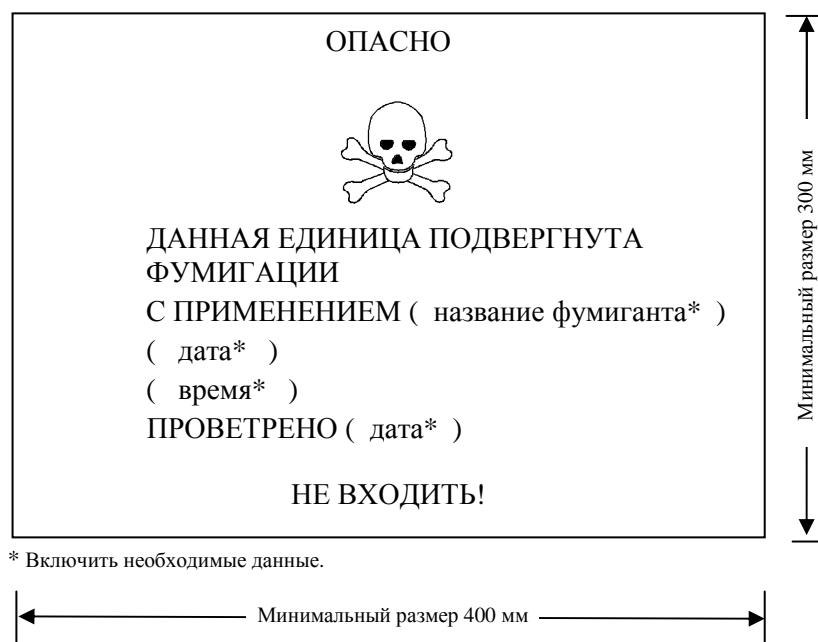 ОПАСНО
ДАННАЯ ЕДИНИЦА ПОДВЕРГНУТА
ФУМИГАЦИИ
С ПРИМЕНЕНИЕМ ( название фумиганта* )
( дата* )
( время* )
ПРОВЕТРЕНО ( дата* )
НЕ ВХОДИТЬ!
Минимальный размер 300 мм
* Включить необходимые данные.
Минимальный размер 400 мм